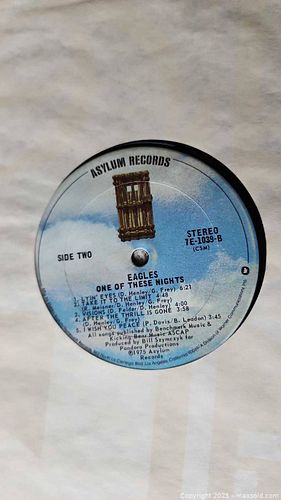 ASYLUM RECORDS
SIDE TWO
STEREO
7E-1039-B
(CSM)
EAGLES
ONE OF THESE NIGHTS
1. LYIN' EYES (D. Henley/G. Frey) 6:21
2. TAKE IT TO THE LIMIT 4:48
(R. Meisner/D. Henley/G. Frey)
3. VISIONS (D. Felder/D. Henley) 4:00
4. AFTER THE THRILL IS GONE 3:58
(D. Henley/G. Frey)
5. I WISH YOU PEACE (P. Davis/B. Leadon) 3:45
All songs published by Benchmark Music &
Kicking Bear Music ASCAP
Produced by Bill Szymczyk for
Pandora Productions
℗1975 Asylum
Records
Los Angeles, California
Copyright 2025 - maxsold.com